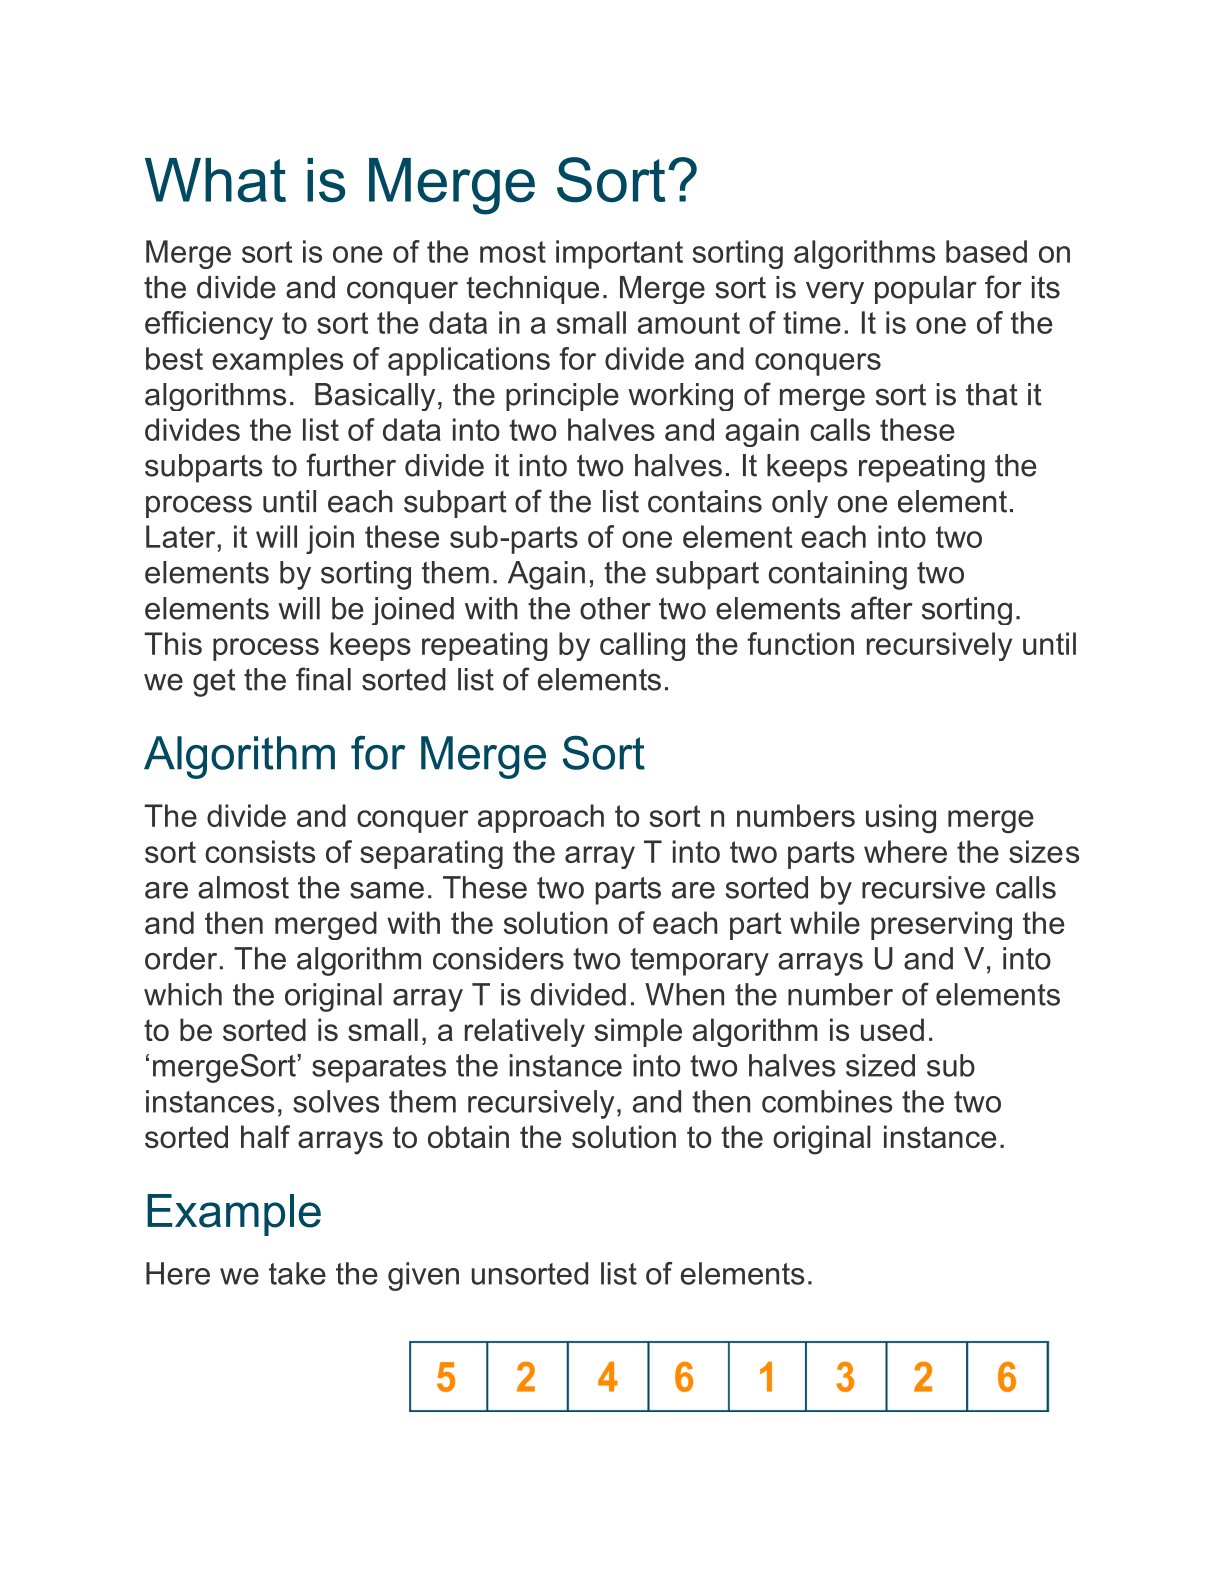 What is Merge Sort?
Merge sort is one of the most important sorting algorithms based on
the divide and conquer technique. Merge sort is very popular for its
efficiency to sort the data in a small amount of time. It is one of the
best examples of applications for divide and conquers
algorithms.  Basically, the principle working of merge sort is that it
divides the list of data into two halves and again calls these
subparts to further divide it into two halves. It keeps repeating the
process until each subpart of the list contains only one element.
Later, it will join these sub-parts of one element each into two
elements by sorting them. Again, the subpart containing two
elements will be joined with the other two elements after sorting.
This process keeps repeating by calling the function recursively until
we get the final sorted list of elements.
Algorithm for Merge Sort
The divide and conquer approach to sort n numbers using merge
sort consists of separating the array T into two parts where the sizes
are almost the same. These two parts are sorted by recursive calls
and then merged with the solution of each part while preserving the
order. The algorithm considers two temporary arrays U and V, into
which the original array T is divided. When the number of elements
to be sorted is small, a relatively simple algorithm is used.
‘mergeSort’ separates the instance into two halves sized sub
instances, solves them recursively, and then combines the two
sorted half arrays to obtain the solution to the original instance.
Example
Here we take the given unsorted list of elements.
5 2 4 6 1 3 2 6